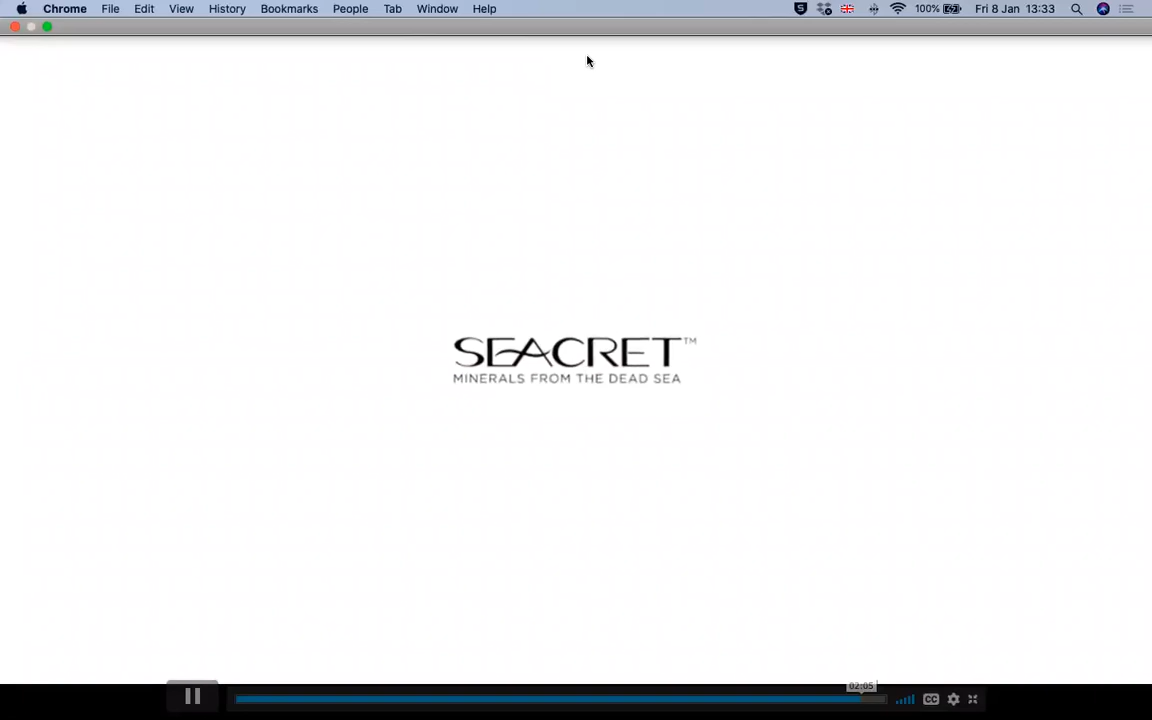 Chrome File Edit View History Bookmarks People Tab Window Help 100% Fri 8 Jan 13:33
SEACRET™
MINERALS FROM THE DEAD SEA
02:05
CC